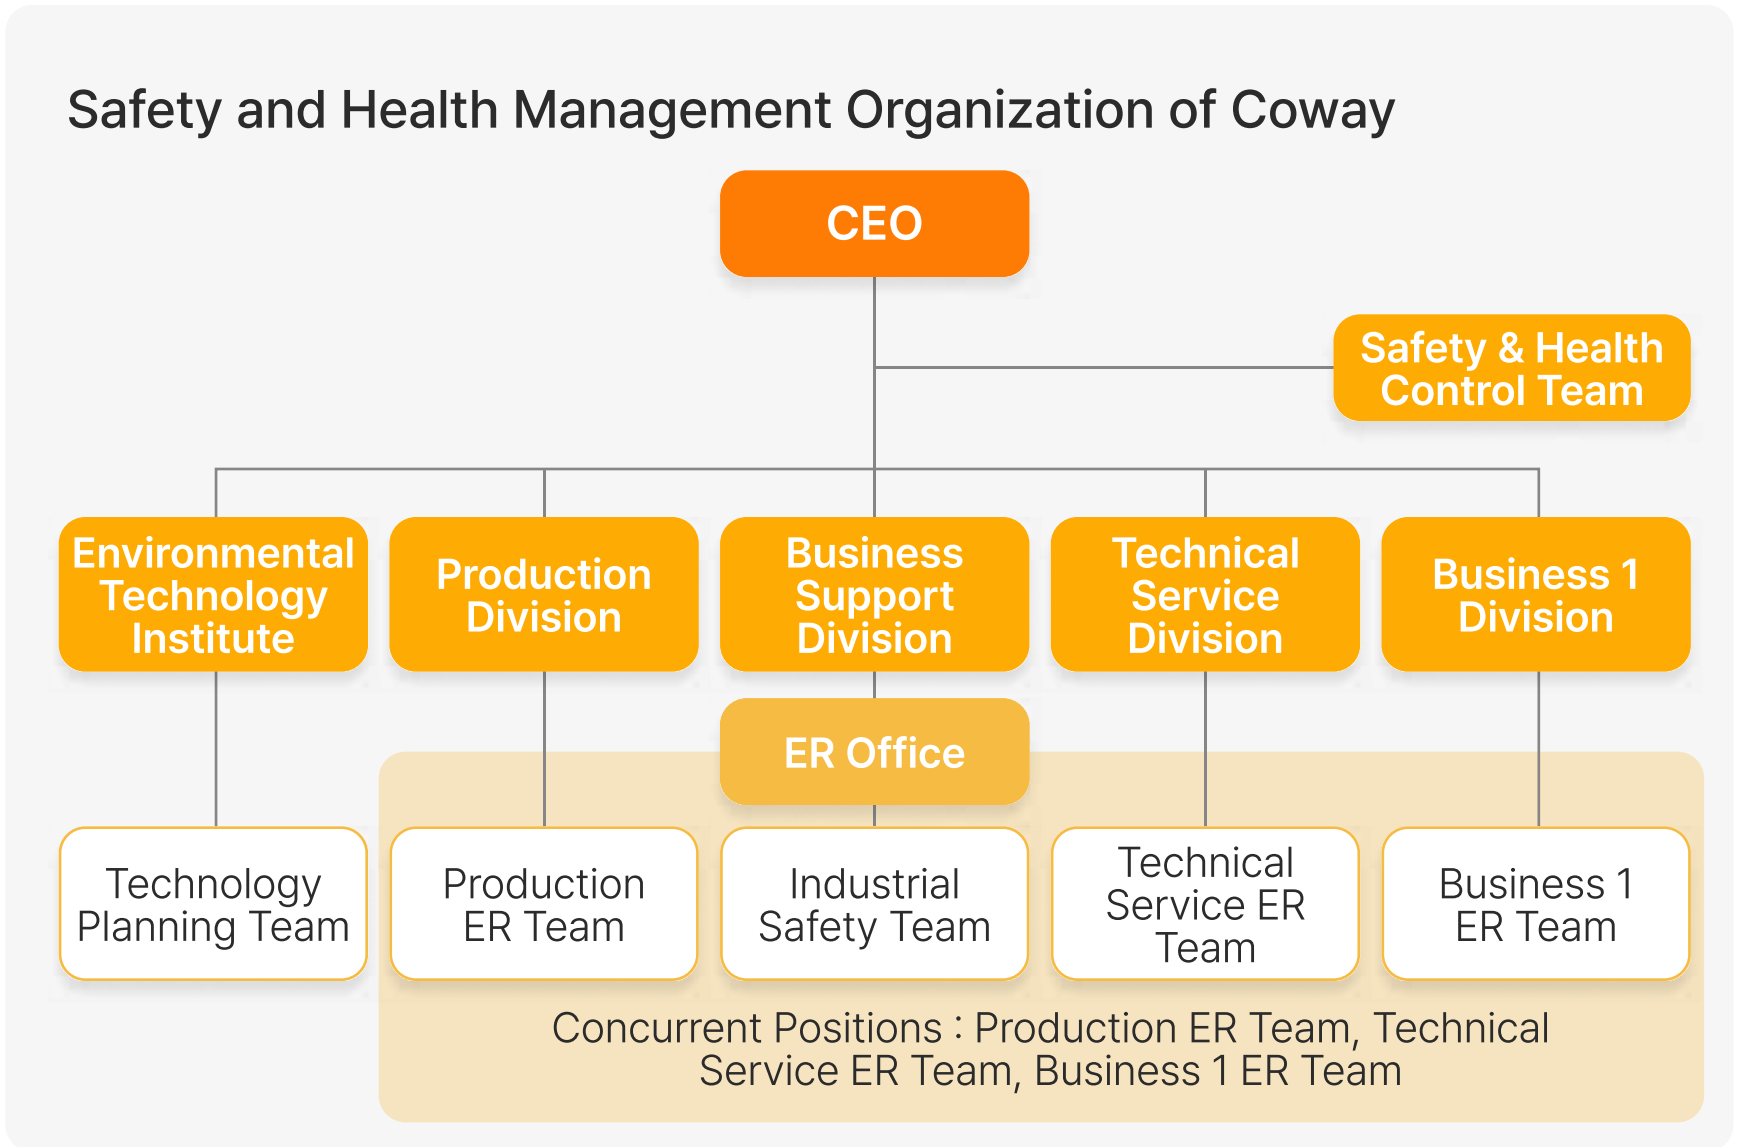 Safety and Health Management Organization of Coway
CEO
Safety & Health
Control Team
Environmental
Technology
Institute
Production
Division
Business
Support
Division
Technical
Service
Division
Business 1
Division
ER Office
Technology
Planning Team
Production
ER Team
Industrial
Safety Team
Technical
Service ER
Team
Business 1
ER Team
Concurrent Positions : Production ER Team, Technical
Service ER Team, Business 1 ER Team